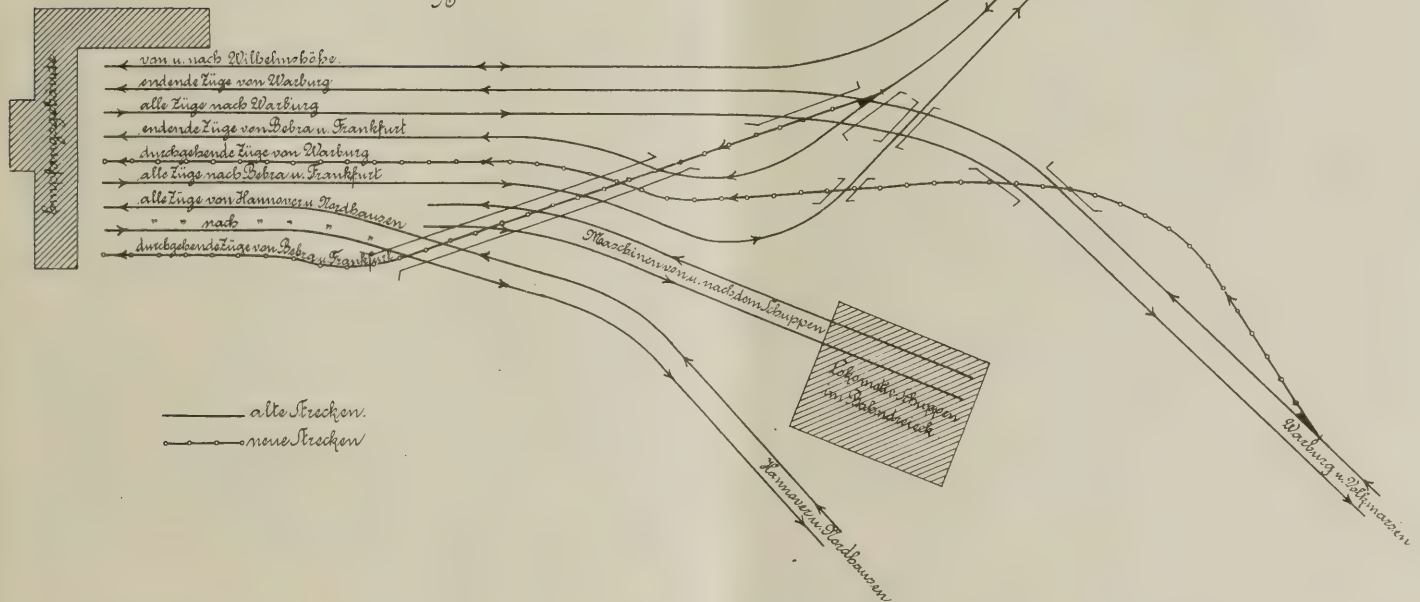 Empfangsgebäude
von u. nach Wilhelmshöhe.
endende Züge von Warburg
alle Züge nach Warburg
endende Züge von Bebra u. Frankfurt
durchgehende Züge von Warburg
alle Züge nach Bebra u. Frankfurt
alle Züge von Hannover u. Nordhausen
" " nach " " "
durchgehende Züge von Bebra u. Frankfurt
Maschinen von u. nach dem Schuppen
Lokomotiv-Schuppen
im Bahndreieck
alte Strecken.
neue Strecken
Hannover u. Nordhausen
Warburg u. Volkmarsen